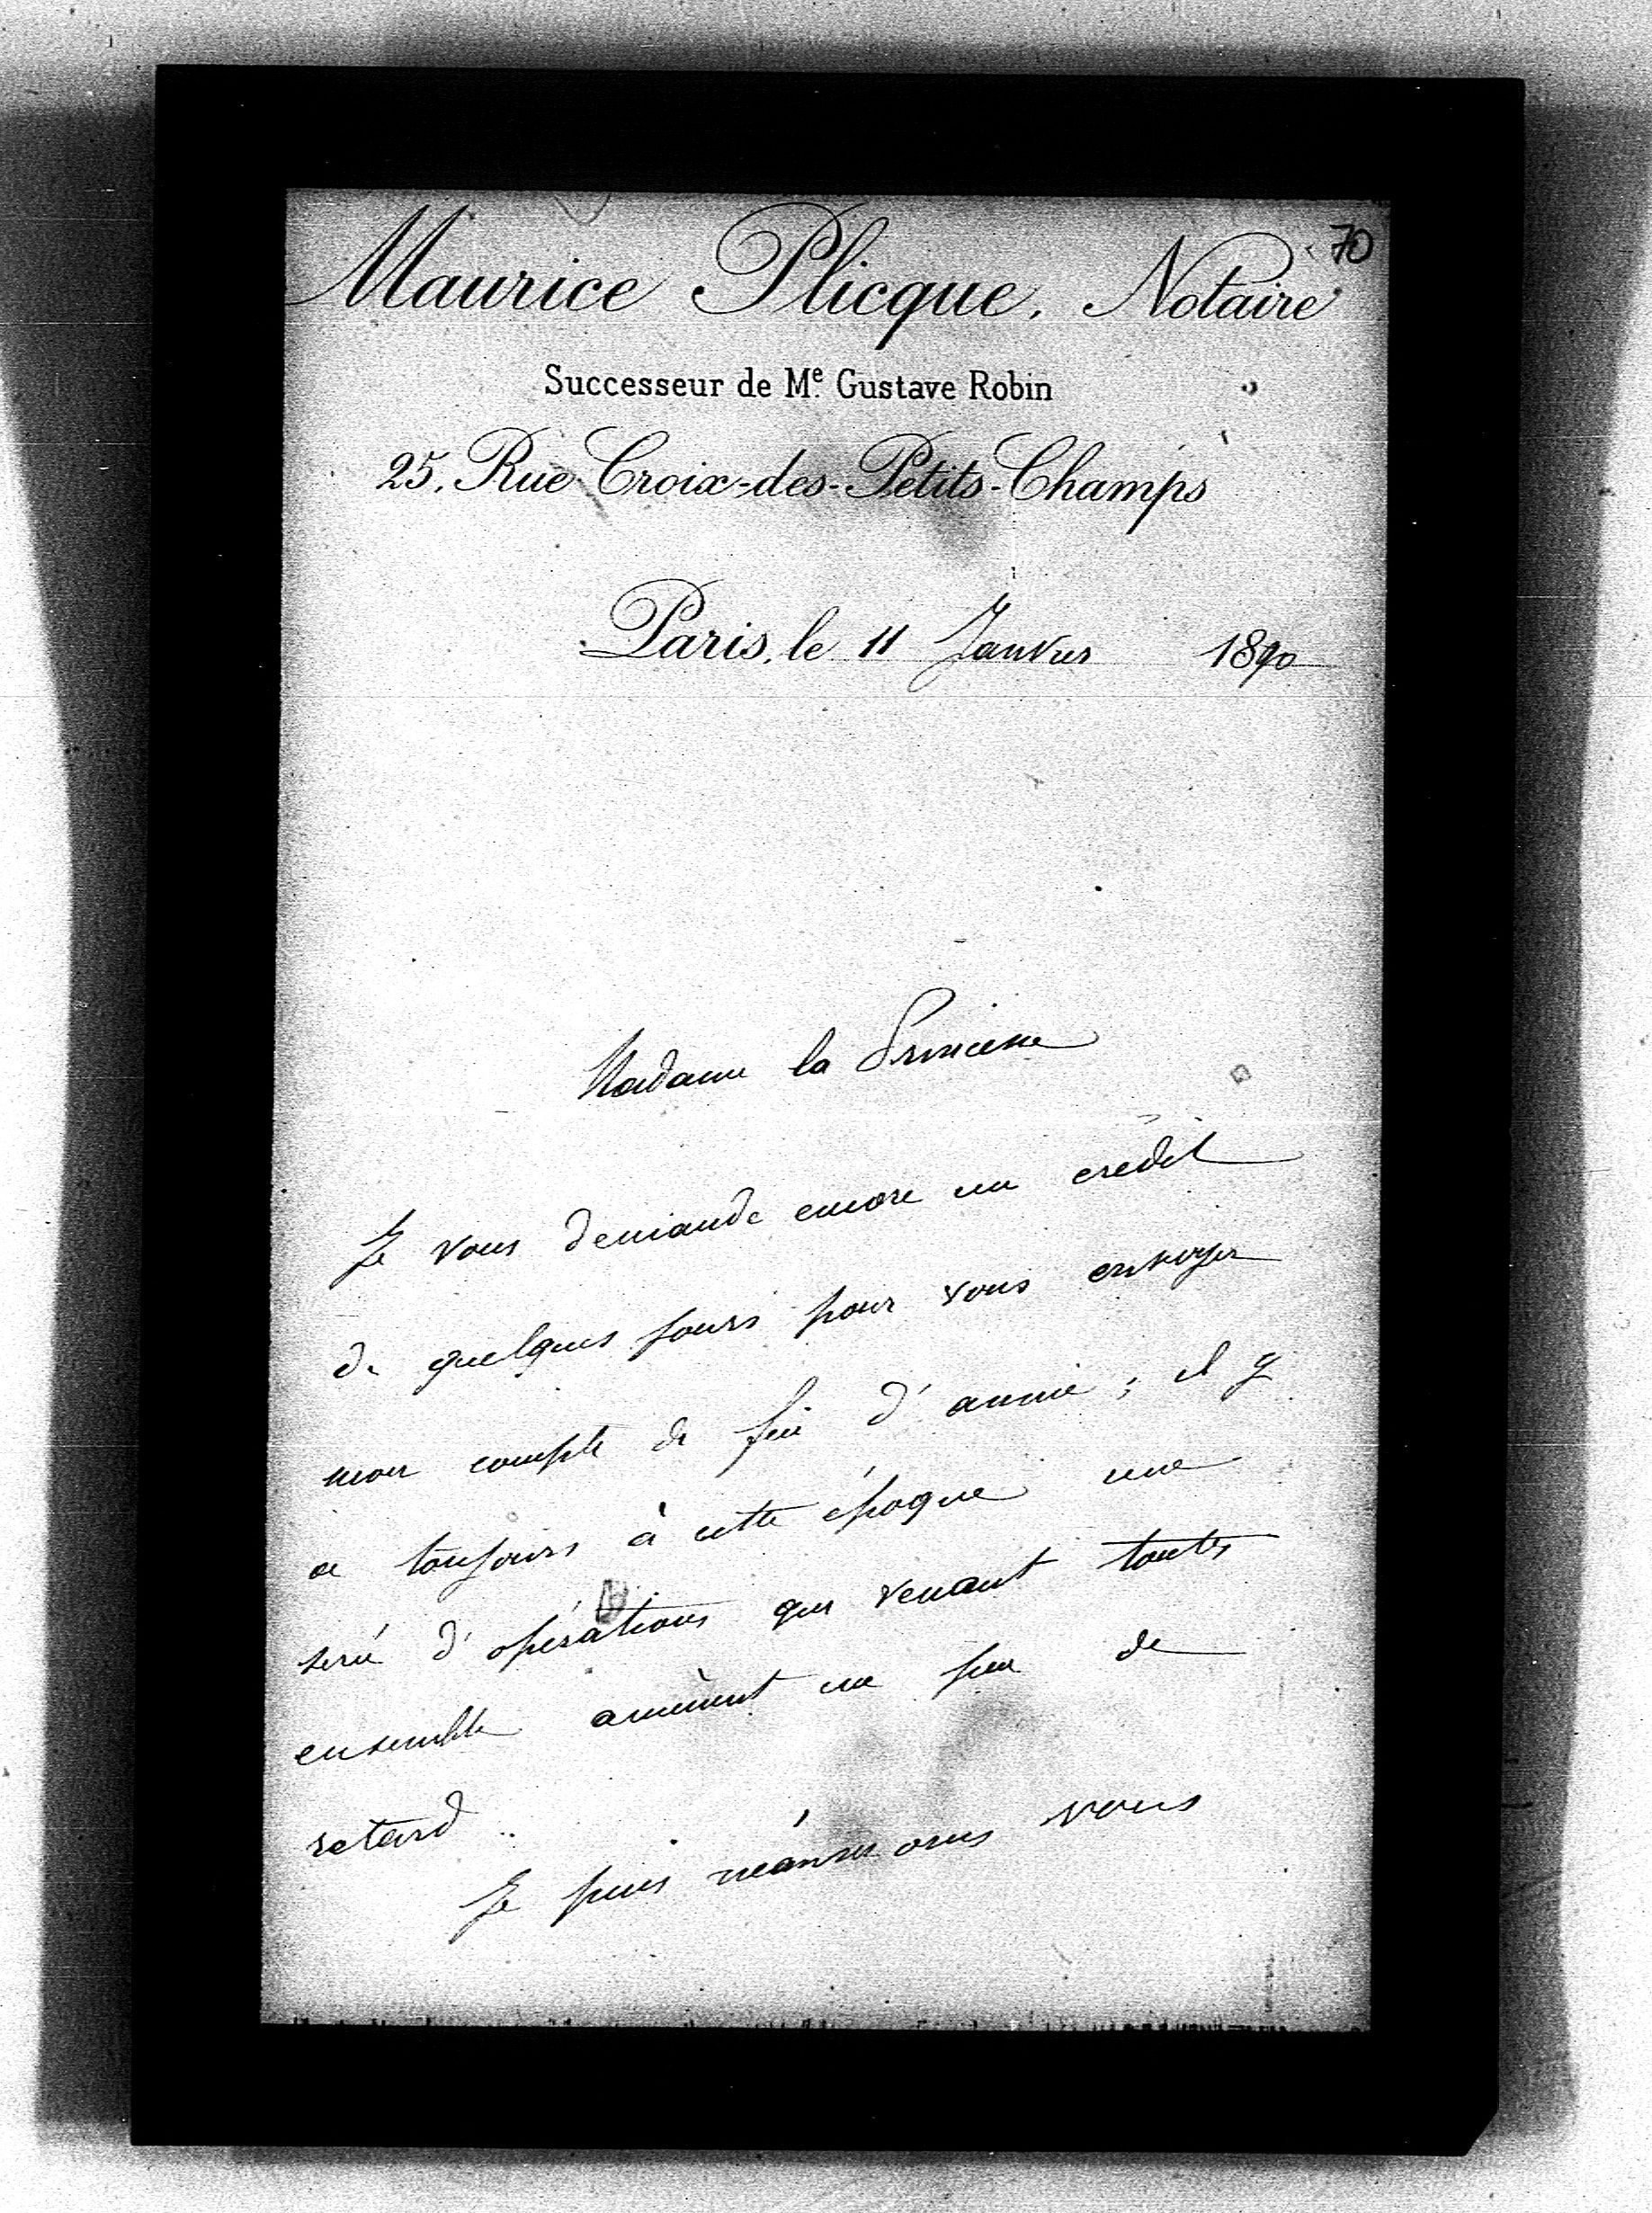 70
Maurice Plicque, Notaire
Successeur de Me. Gustave Robin
25, Rue Croix-des-Petits-Champs
Paris, le 11 Janvier 1890
Madame la Princesse
Je vous demande encore un crédit
de quelques jours pour vous envoyer
mon compte de fin d'année ; il y
a toujours à cette époque une
série d'opérations qui venant toutes
ensemble amènent un peu de
retard.
Je puis néanmoins vous